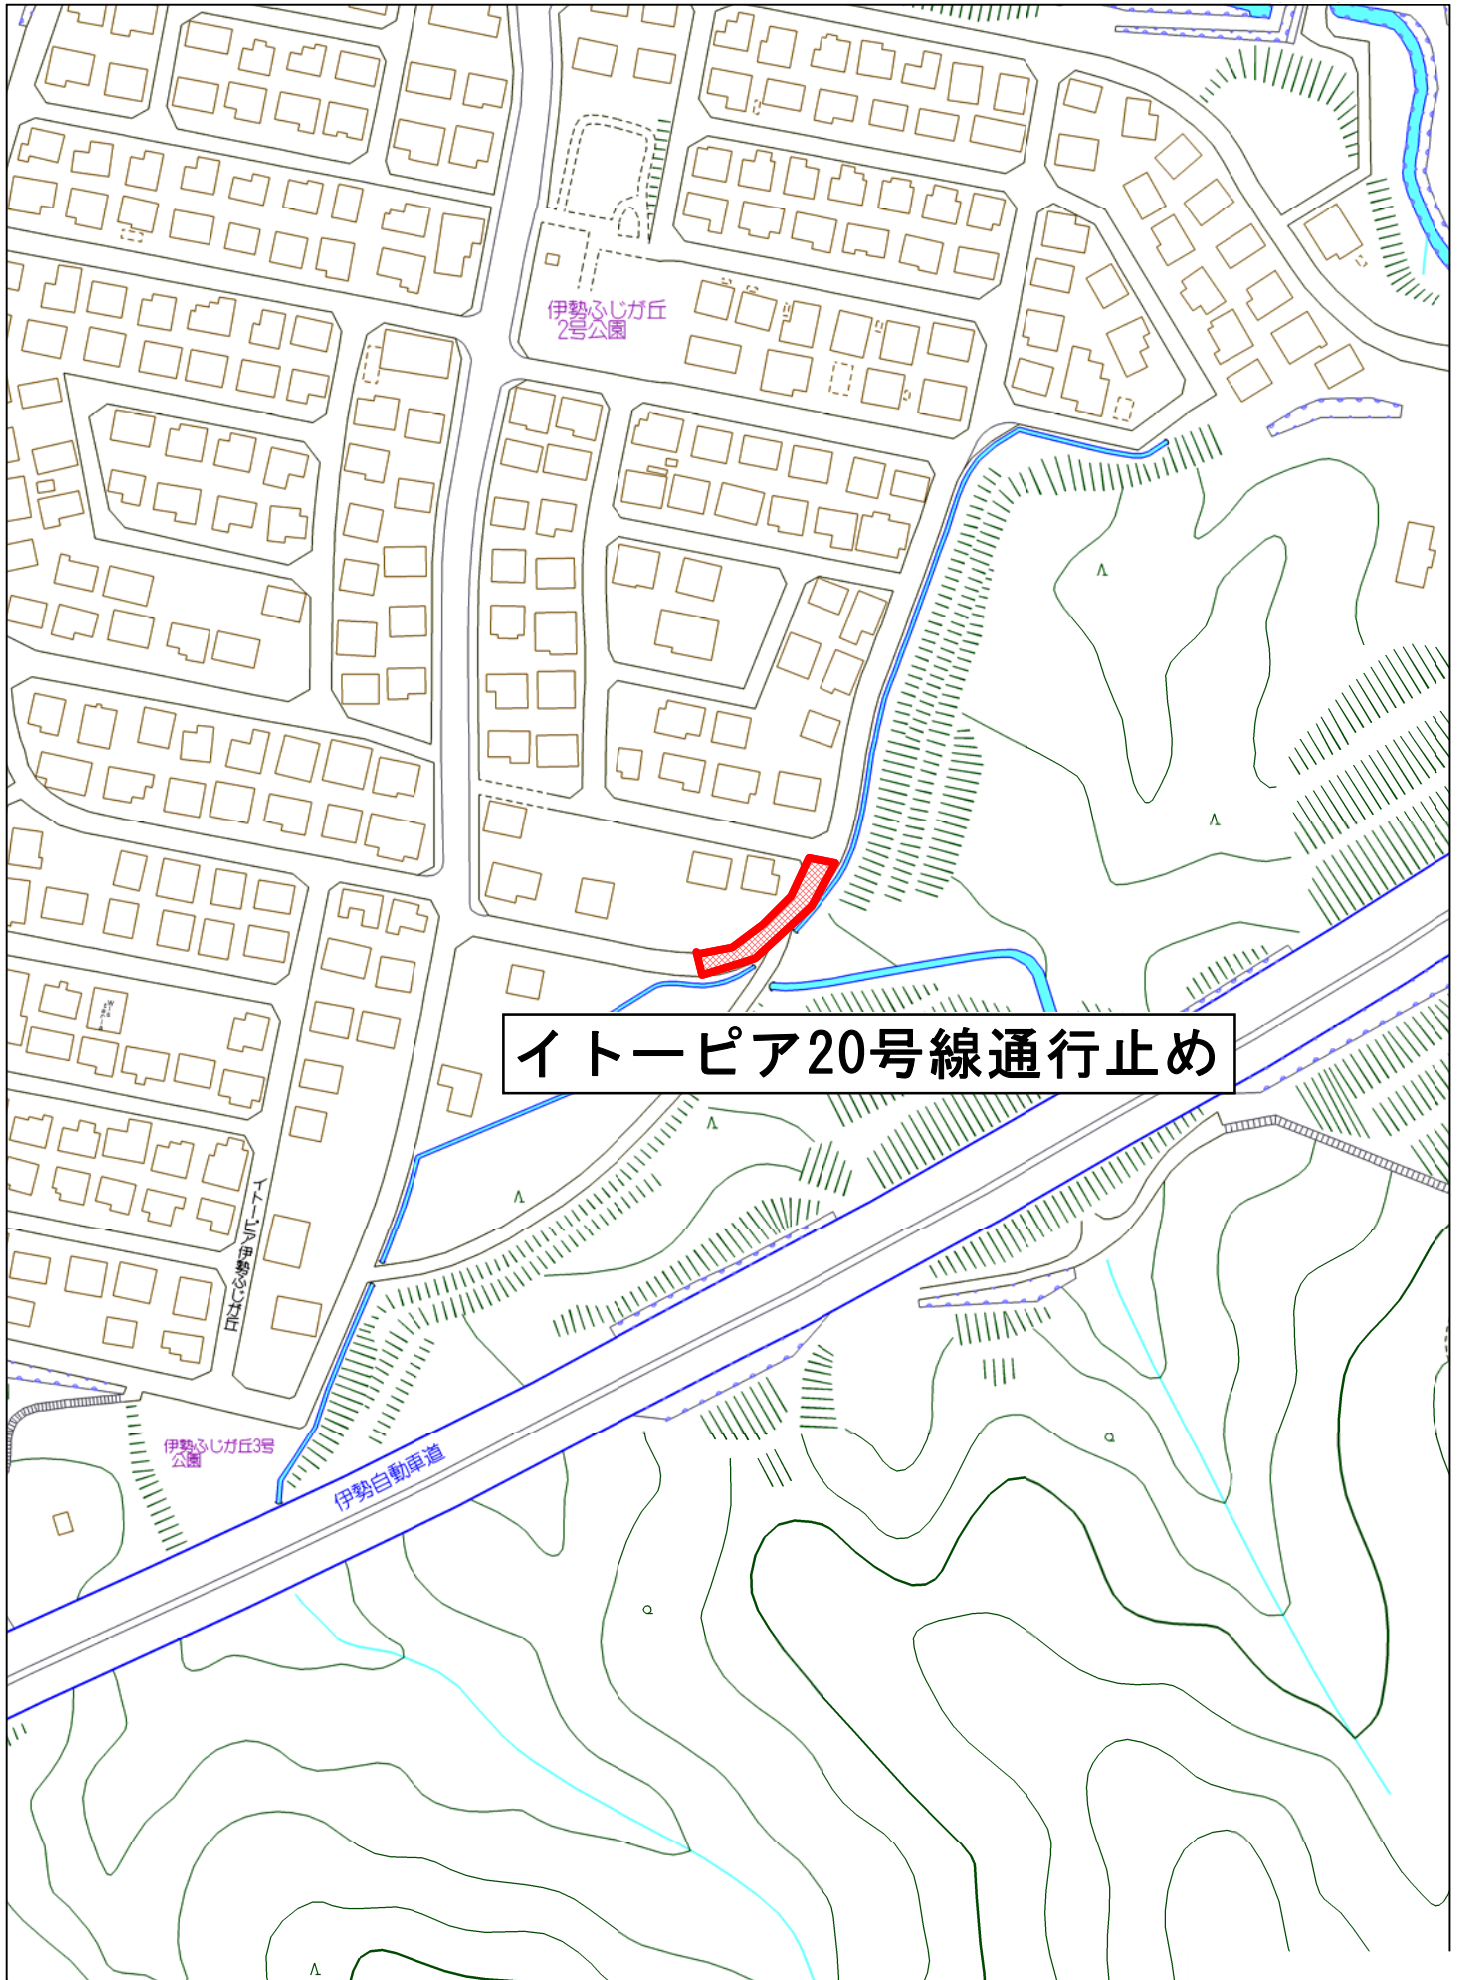 伊勢ふじが丘
2号公園
イトーピア20号線通行止め
イトーピア伊勢ふじが丘
伊勢ふじが丘3号
公園
伊勢自動車道